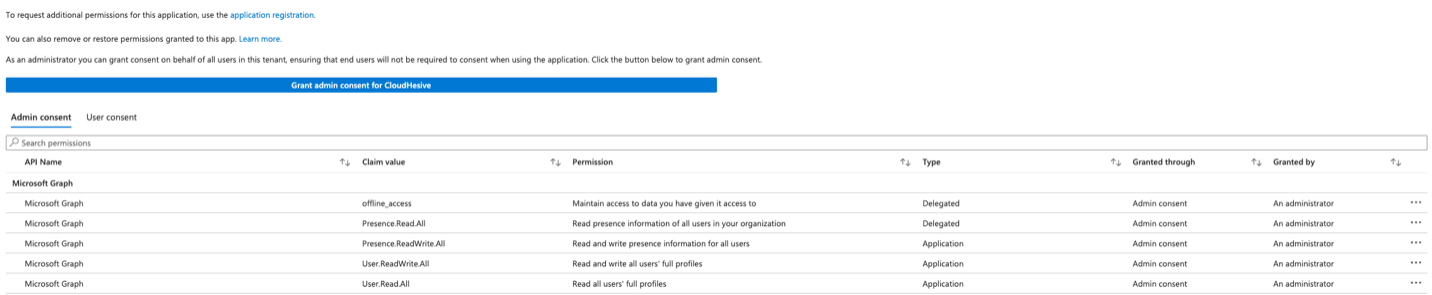 To request additional permissions for this application, use the application registration.
You can also remove or restore permissions granted to this app. Learn more.
As an administrator you can grant consent on behalf of all users in this tenant, ensuring that end users will not be required to consent when using the application. Click the button below to grant admin consent.
Grant admin consent for CloudHesive
Admin consent User consent
Search permissions
API Name Claim value Permission Type Granted through Granted by
Microsoft Graph
Microsoft Graph offline_access Maintain access to data you have given it access to Delegated Admin consent An administrator
Microsoft Graph Presence.Read.All Read presence information of all users in your organization Delegated Admin consent An administrator
Microsoft Graph Presence.ReadWrite.All Read and write presence information for all users Application Admin consent An administrator
Microsoft Graph User.ReadWrite.All Read and write all users' full profiles Application Admin consent An administrator
Microsoft Graph User.Read.All Read all users' full profiles Application Admin consent An administrator